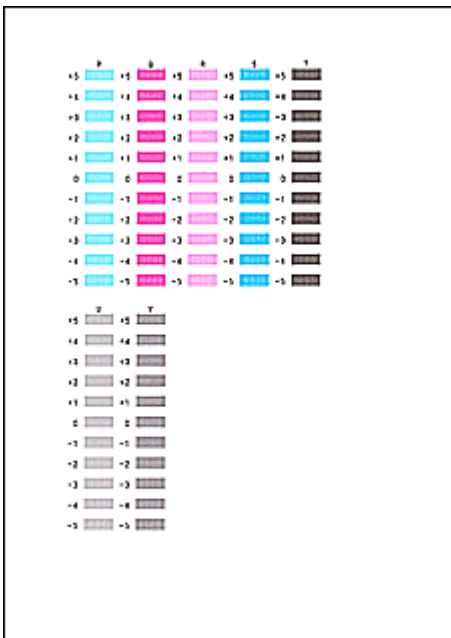 +5 +5 +5 +5 +5
+4 +4 +4 +4 +4
+3 +3 +3 +3 +3
+2 +2 +2 +2 +2
+1 +1 +1 +1 +1
0 0 0 0 0
-1 -1 -1 -1 -1
-2 -2 -2 -2 -2
-3 -3 -3 -3 -3
-4 -4 -4 -4 -4
-5 -5 -5 -5 -5
+5 +5
+4 +4
+3 +3
+2 +2
+1 +1
0 0
-1 -1
-2 -2
-3 -3
-4 -4
-5 -5